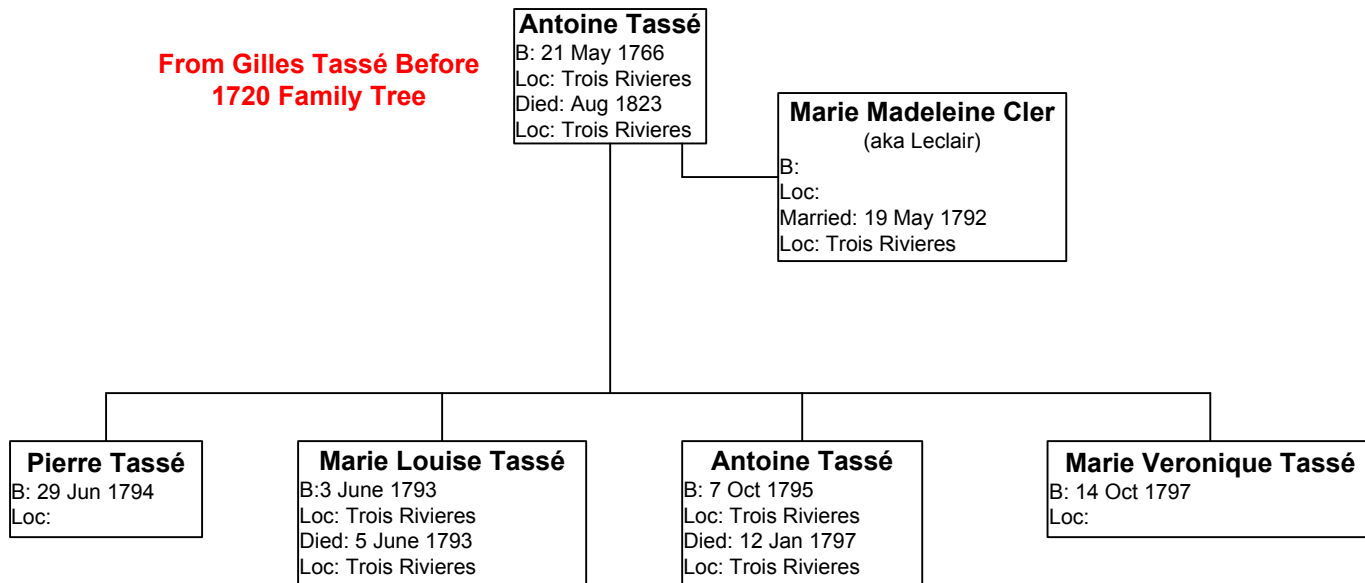 From Gilles Tassé Before
1720 Family Tree
Antoine Tassé
B: 21 May 1766
Loc: Trois Rivieres
Died: Aug 1823
Loc: Trois Rivieres
Marie Madeleine Cler
(aka Leclair)
B:
Loc:
Married: 19 May 1792
Loc: Trois Rivieres
Pierre Tassé
B: 29 Jun 1794
Loc:
Marie Louise Tassé
B:3 June 1793
Loc: Trois Rivieres
Died: 5 June 1793
Loc: Trois Rivieres
Antoine Tassé
B: 7 Oct 1795
Loc: Trois Rivieres
Died: 12 Jan 1797
Loc: Trois Rivieres
Marie Veronique Tassé
B: 14 Oct 1797
Loc: